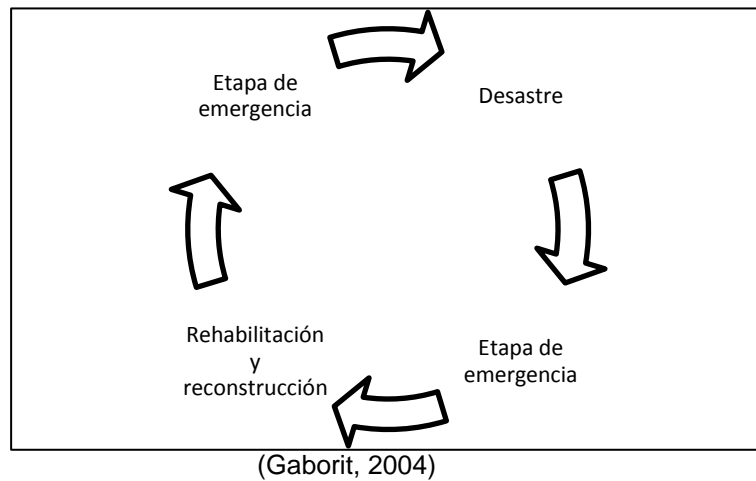 Etapa de
emergencia
Desastre
Rehabilitación
y
reconstrucción
Etapa de
emergencia
(Gaborit, 2004)